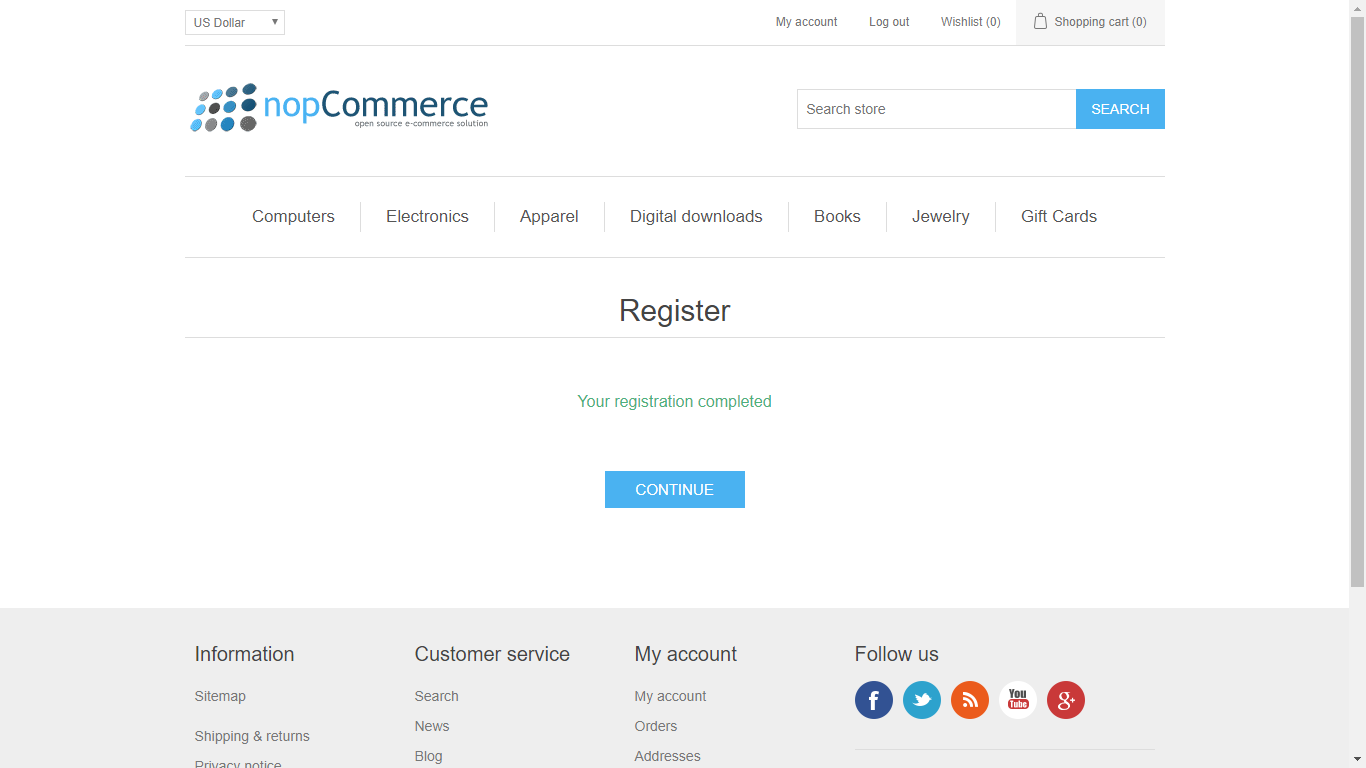 US Dollar
My account
Log out
Wishlist (0)
Shopping cart (0)
nopCommerce
open source e-commerce solution
Search store
SEARCH
Computers
Electronics
Apparel
Digital downloads
Books
Jewelry
Gift Cards
Register
Your registration completed
CONTINUE
Information
Sitemap
Shipping & returns
Privacy notice
Customer service
Search
News
Blog
My account
My account
Orders
Addresses
Follow us
You
Tube
g+